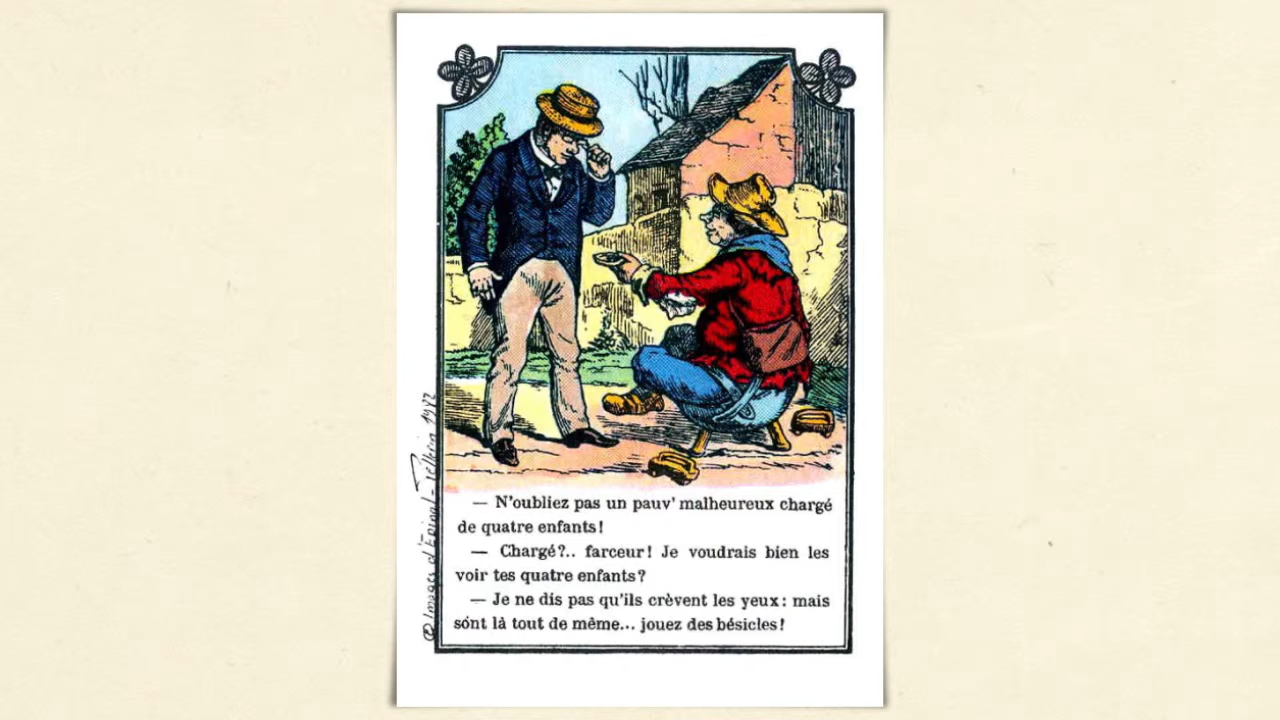 — N'oubliez pas un pauv' malheureux chargé
de quatre enfants!
— Chargé?.. farceur! Je voudrais bien les
voir tes quatre enfants?
— Je ne dis pas qu'ils crèvent les yeux: mais
sont là tout de même... jouez des bésicles!
© Images d'Épinal - Pellerin 1972